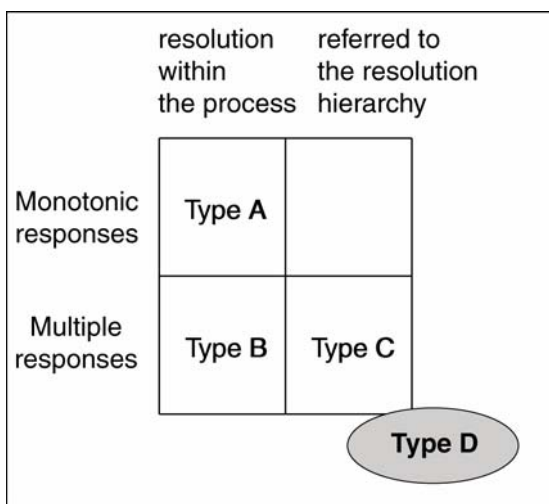 resolution
within
the process
referred to
the resolution
hierarchy
Monotonic
responses
Type A
Multiple
responses
Type B
Type C
Type D